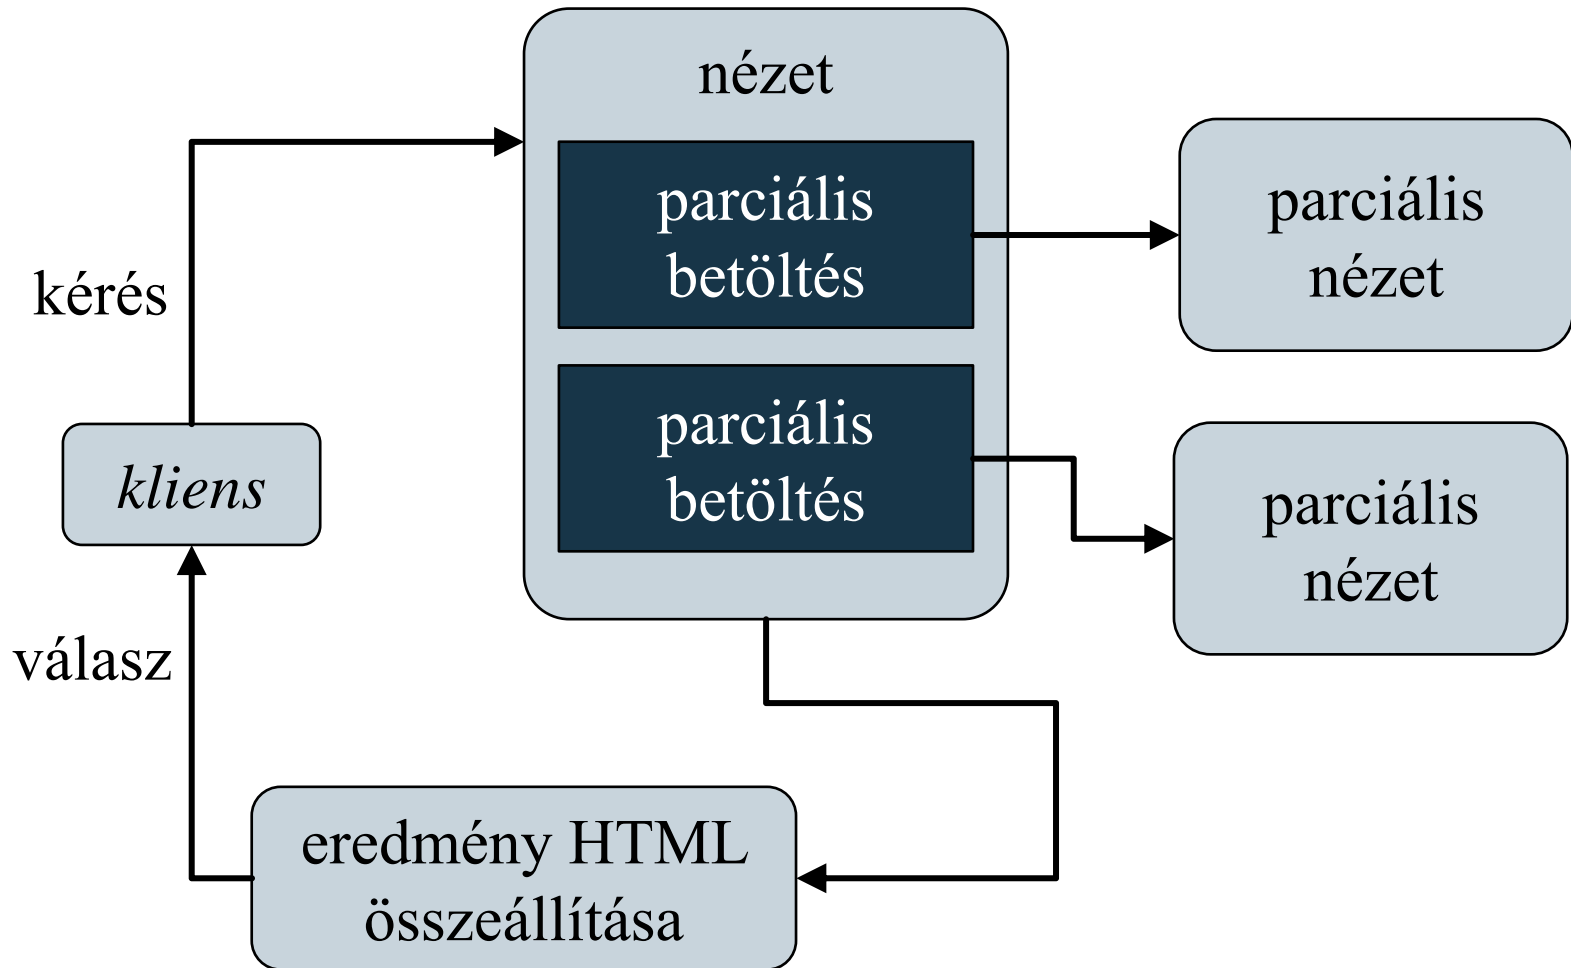 nézet
parciális
betöltés
parciális
nézet
kérés
parciális
betöltés
kliens
parciális
nézet
válasz
eredmény HTML
összeállítása